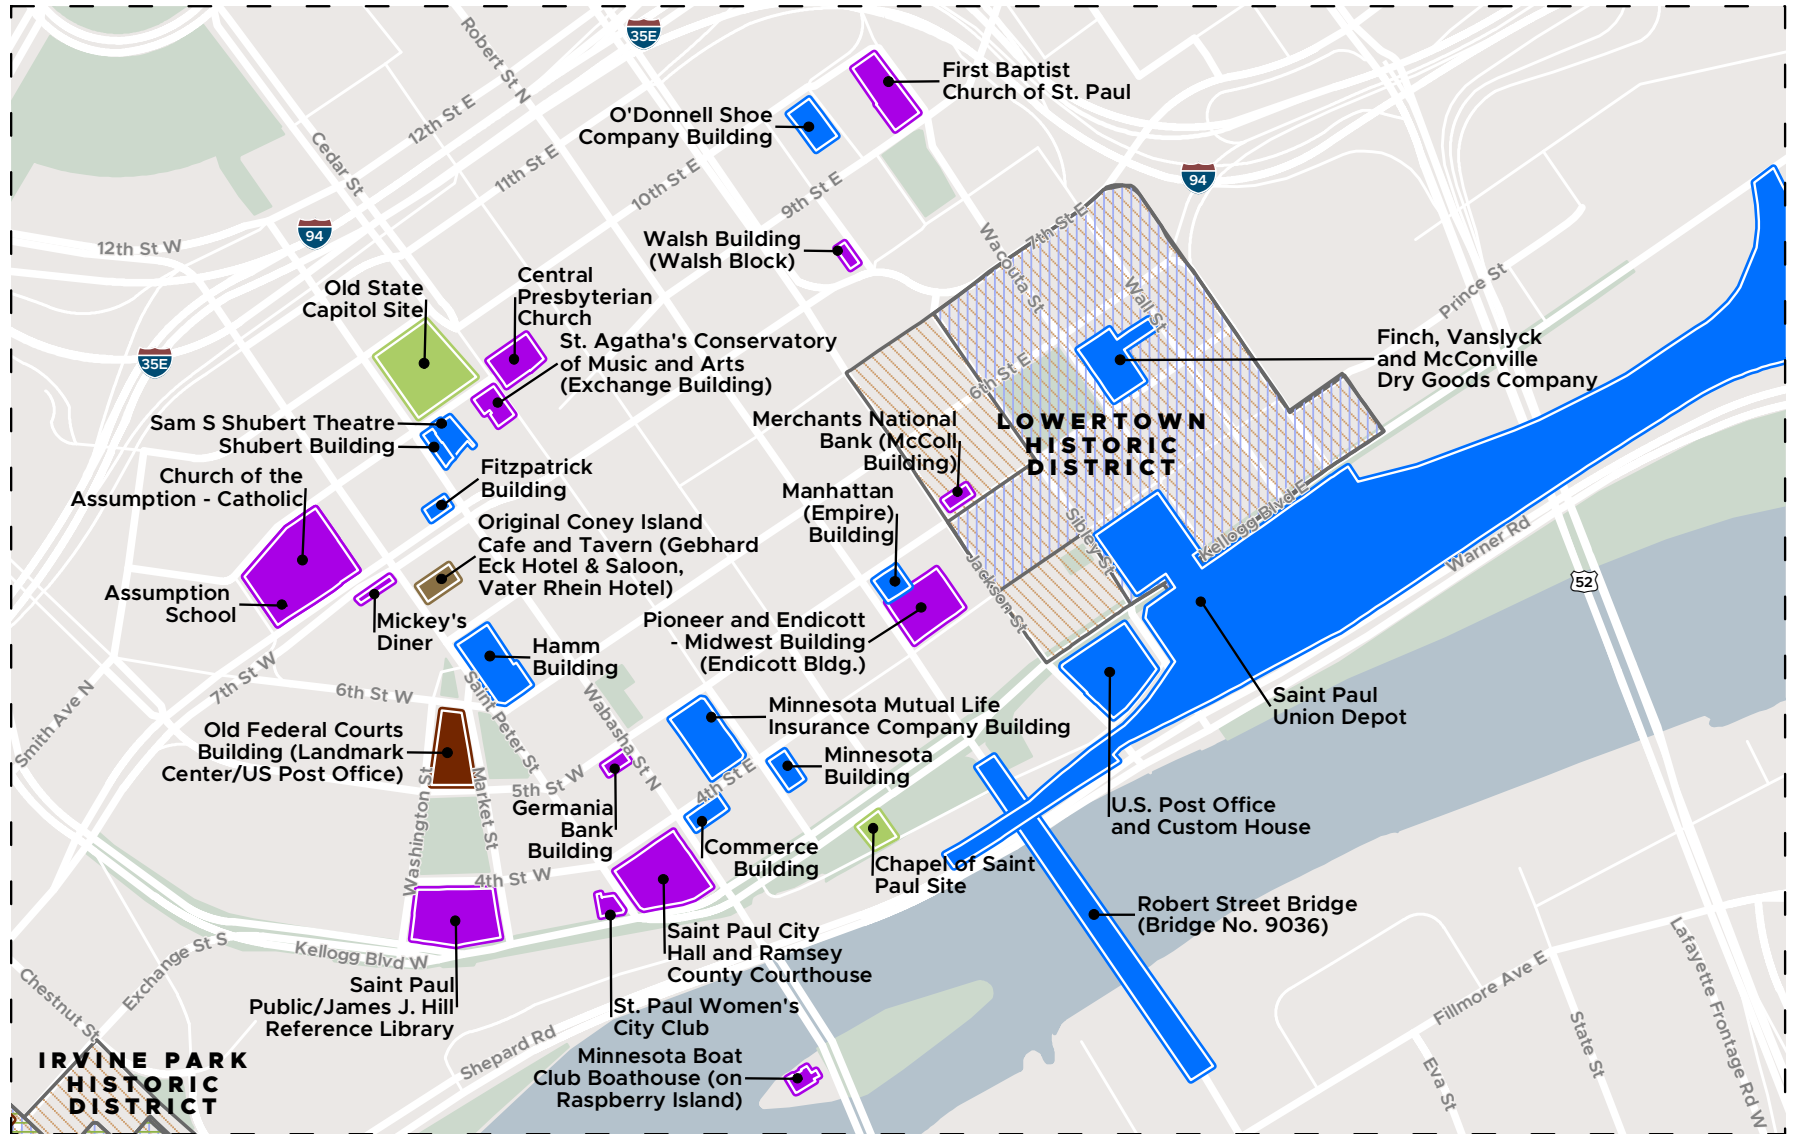 35E
Robert St N
First Baptist
Church of St. Paul
O'Donnell Shoe
Company Building
12th St E
Cedar St
11th St E
10th St E
9th St E
94
7th St E
Wacouta St
94
12th St W
Walsh Building
(Walsh Block)
Wall St
Prince St
Old State
Capitol Site
Central
Presbyterian
Church
35E
St. Agatha's Conservatory
of Music and Arts
(Exchange Building)
6th St E
Finch, Vanslyck
and McConville
Dry Goods Company
Sam S Shubert Theatre
Shubert Building
Merchants National
Bank (McColl
Building)
LOWERTOWN
HISTORIC
DISTRICT
Church of the
Assumption - Catholic
Fitzpatrick
Building
Manhattan
(Empire)
Building
Original Coney Island
Cafe and Tavern (Gebhard
Eck Hotel & Saloon,
Vater Rhein Hotel)
Sibley St
Kellogg Blvd E
Warner Rd
52
Jackson St
Assumption
School
Mickey's
Diner
Pioneer and Endicott
- Midwest Building
(Endicott Bldg.)
Hamm
Building
7th St W
6th St W
Smith Ave N
Saint Peter St
Wabasha St N
Saint Paul
Union Depot
Minnesota Mutual Life
Insurance Company Building
Old Federal Courts
Building (Landmark
Center/US Post Office)
Minnesota
Building
5th St W
4th St E
Washington St
Market St
Germania
Bank
Building
Commerce
Building
U.S. Post Office
and Custom House
Chapel of Saint
Paul Site
4th St W
Robert Street Bridge
(Bridge No. 9036)
Saint Paul City
Hall and Ramsey
County Courthouse
Exchange St S
Kellogg Blvd W
Chestnut St
Saint Paul
Public/James J. Hill
Reference Library
St. Paul Women's
City Club
Fillmore Ave E
Lafayette Frontage Rd W
State St
Eva St
Shepard Rd
Minnesota Boat
Club Boathouse (on
Raspberry Island)
IRVINE PARK
HISTORIC
DISTRICT